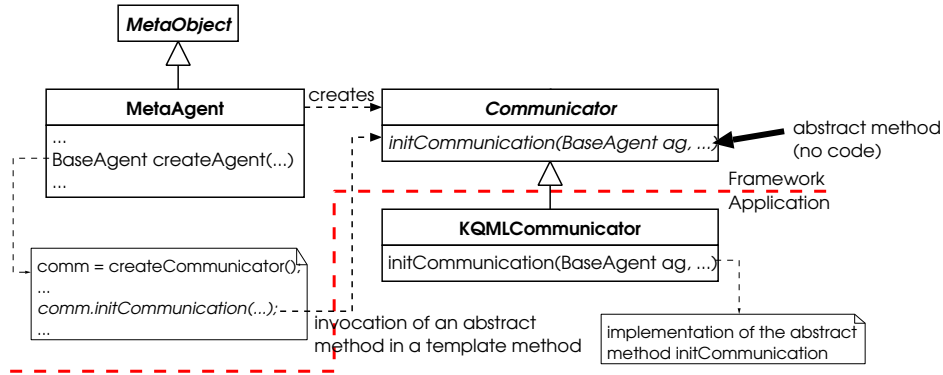 MetaObject
MetaAgent
...
BaseAgent createAgent(...)
...
creates
Communicator
initCommunication(BaseAgent ag, ...)
abstract method
(no code)
Framework
Application
KQMLCommunicator
initCommunication(BaseAgent ag, ...)
comm = createCommunicator();
...
comm.initCommunication(...);
...
invocation of an abstract
method in a template method
implementation of the abstract
method initCommunication